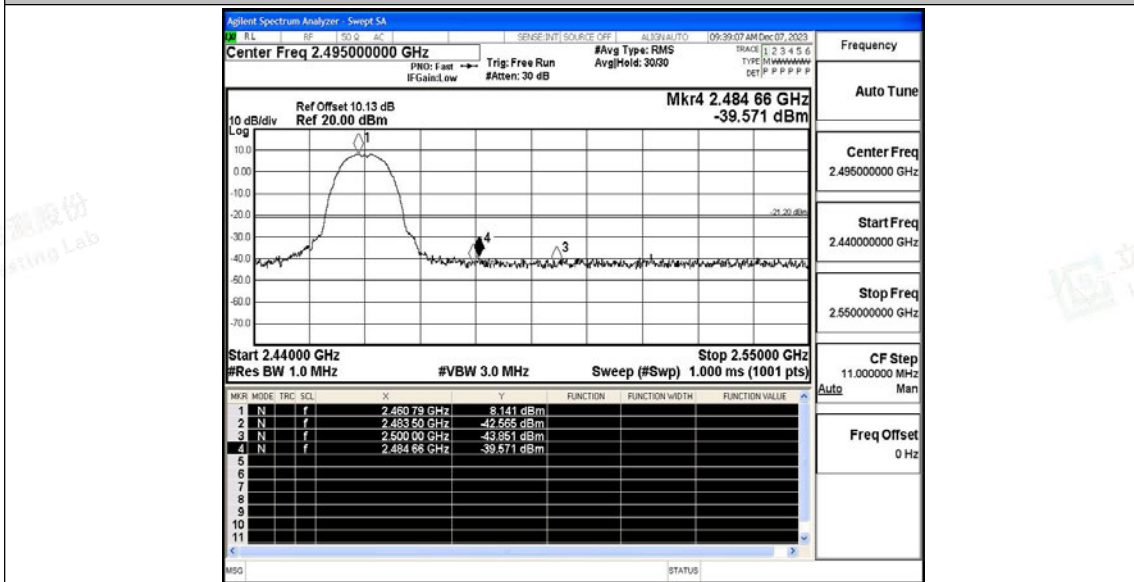 Agilent Spectrum Analyzer - Swept SA
RL RF 50 Ω AC SENSE:INT SOURCE OFF ALIGNAUTO 09:39:07 AM Dec 07, 2023
Center Freq 2.495000000 GHz
PNO: Fast
IFGain:Low
Trig: Free Run
#Atten: 30 dB
#Avg Type: RMS
Avg|Hold: 30/30
TRACE 1 2 3 4 5 6
TYPE M
DET P P P P P P
Ref Offset 10.13 dB
Ref 20.00 dBm
10 dB/div
Log
Mkr4 2.484 66 GHz
-39.571 dBm
10.0
0.00
-10.0
-20.0
-30.0
-40.0
-50.0
-60.0
-70.0
1
4
3
-21.20 dBm
Start 2.44000 GHz
Stop 2.55000 GHz
#Res BW 1.0 MHz
#VBW 3.0 MHz
Sweep (#Swp) 1.000 ms (1001 pts)
MKR MODE TRC SCL X Y FUNCTION FUNCTION WIDTH FUNCTION VALUE
1 N f 2.460 79 GHz 8.141 dBm
2 N f 2.483 50 GHz -42.565 dBm
3 N f 2.500 00 GHz -43.851 dBm
4 N f 2.484 66 GHz -39.571 dBm
5
6
7
8
9
10
11
MSG
STATUS
Frequency
Auto Tune
Center Freq
2.495000000 GHz
Start Freq
2.440000000 GHz
Stop Freq
2.550000000 GHz
CF Step
11.000000 MHz
Auto Man
Freq Offset
0 Hz
股份
Lab
立